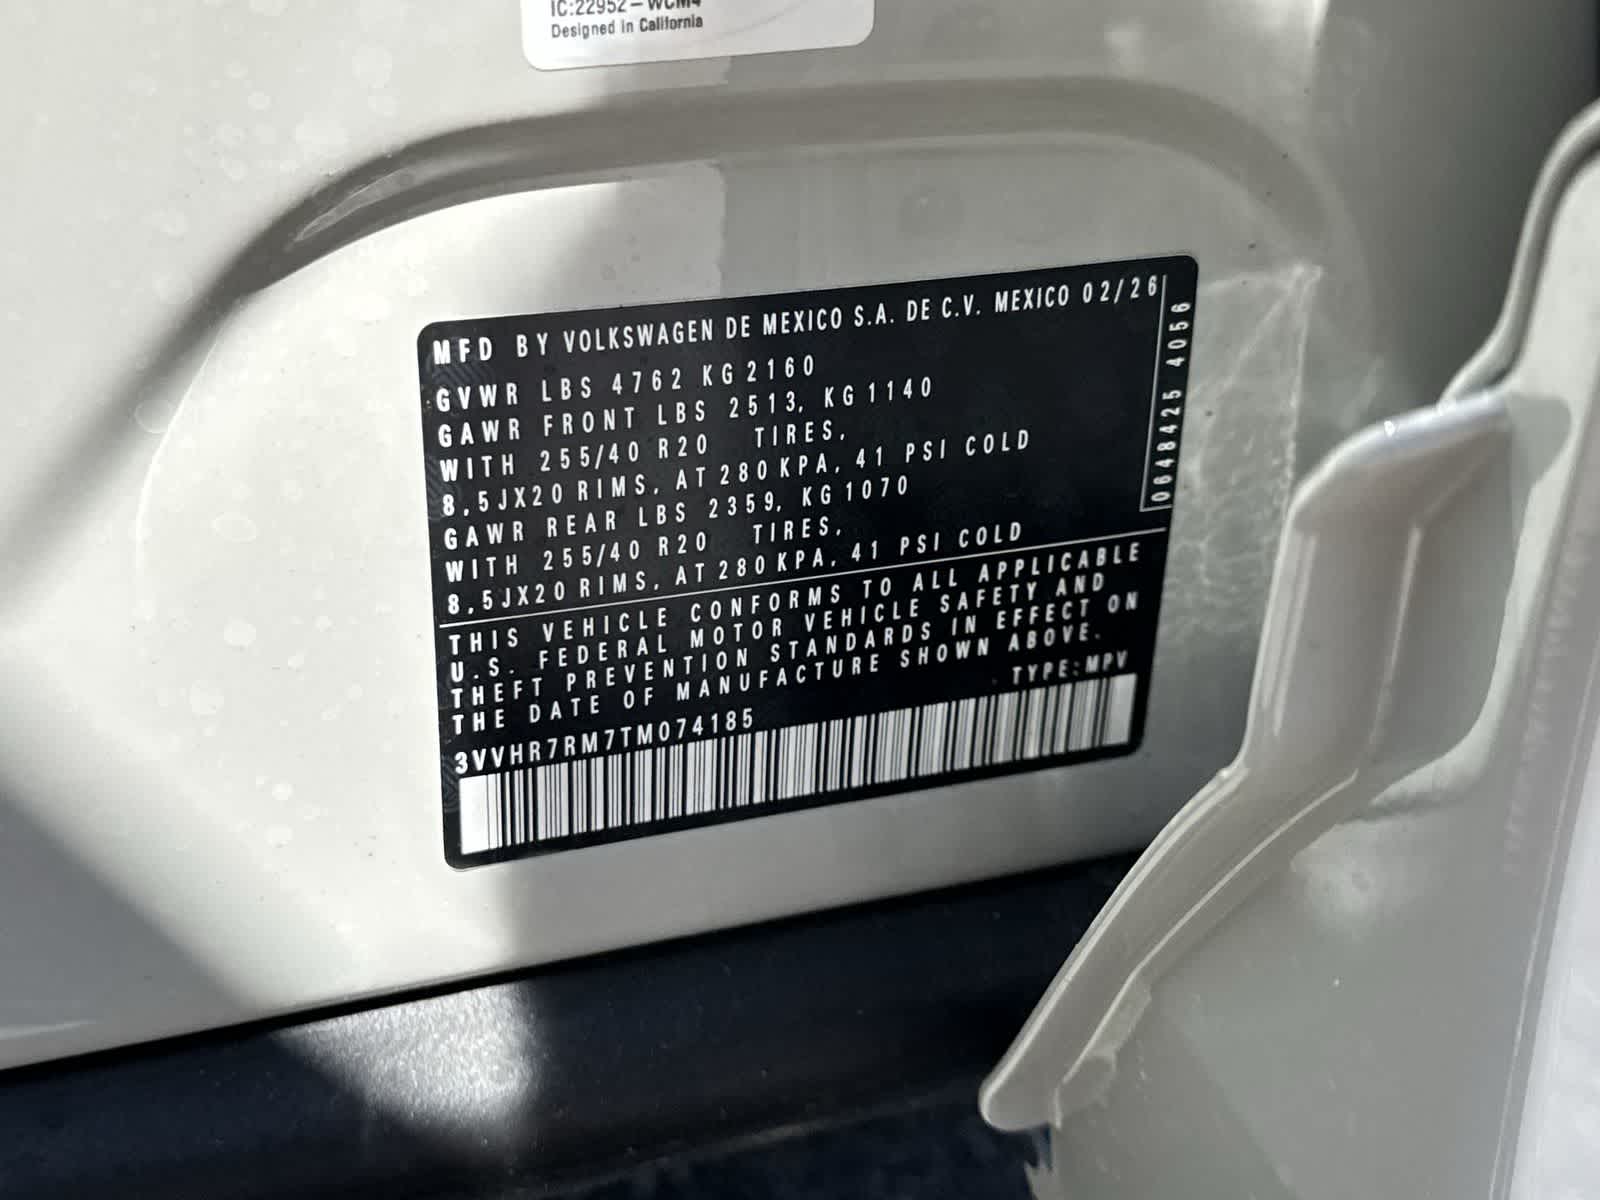 IC:22952-WCM4
Designed in California
MFD BY VOLKSWAGEN DE MEXICO S.A. DE C.V. MEXICO 02/26
GVWR LBS 4762 KG 2160
GAWR FRONT LBS 2513, KG 1140
WITH 255/40 R20 TIRES,
8,5JX20 RIMS, AT 280 KPA, 41 PSI COLD
GAWR REAR LBS 2359, KG 1070
WITH 255/40 R20 TIRES,
8,5JX20 RIMS, AT 280 KPA, 41 PSI COLD
0648425 4056
THIS VEHICLE CONFORMS TO ALL APPLICABLE
U.S. FEDERAL MOTOR VEHICLE SAFETY AND
THEFT PREVENTION STANDARDS IN EFFECT ON
THE DATE OF MANUFACTURE SHOWN ABOVE.
TYPE:MPV
3VVHR7RM7TM074185